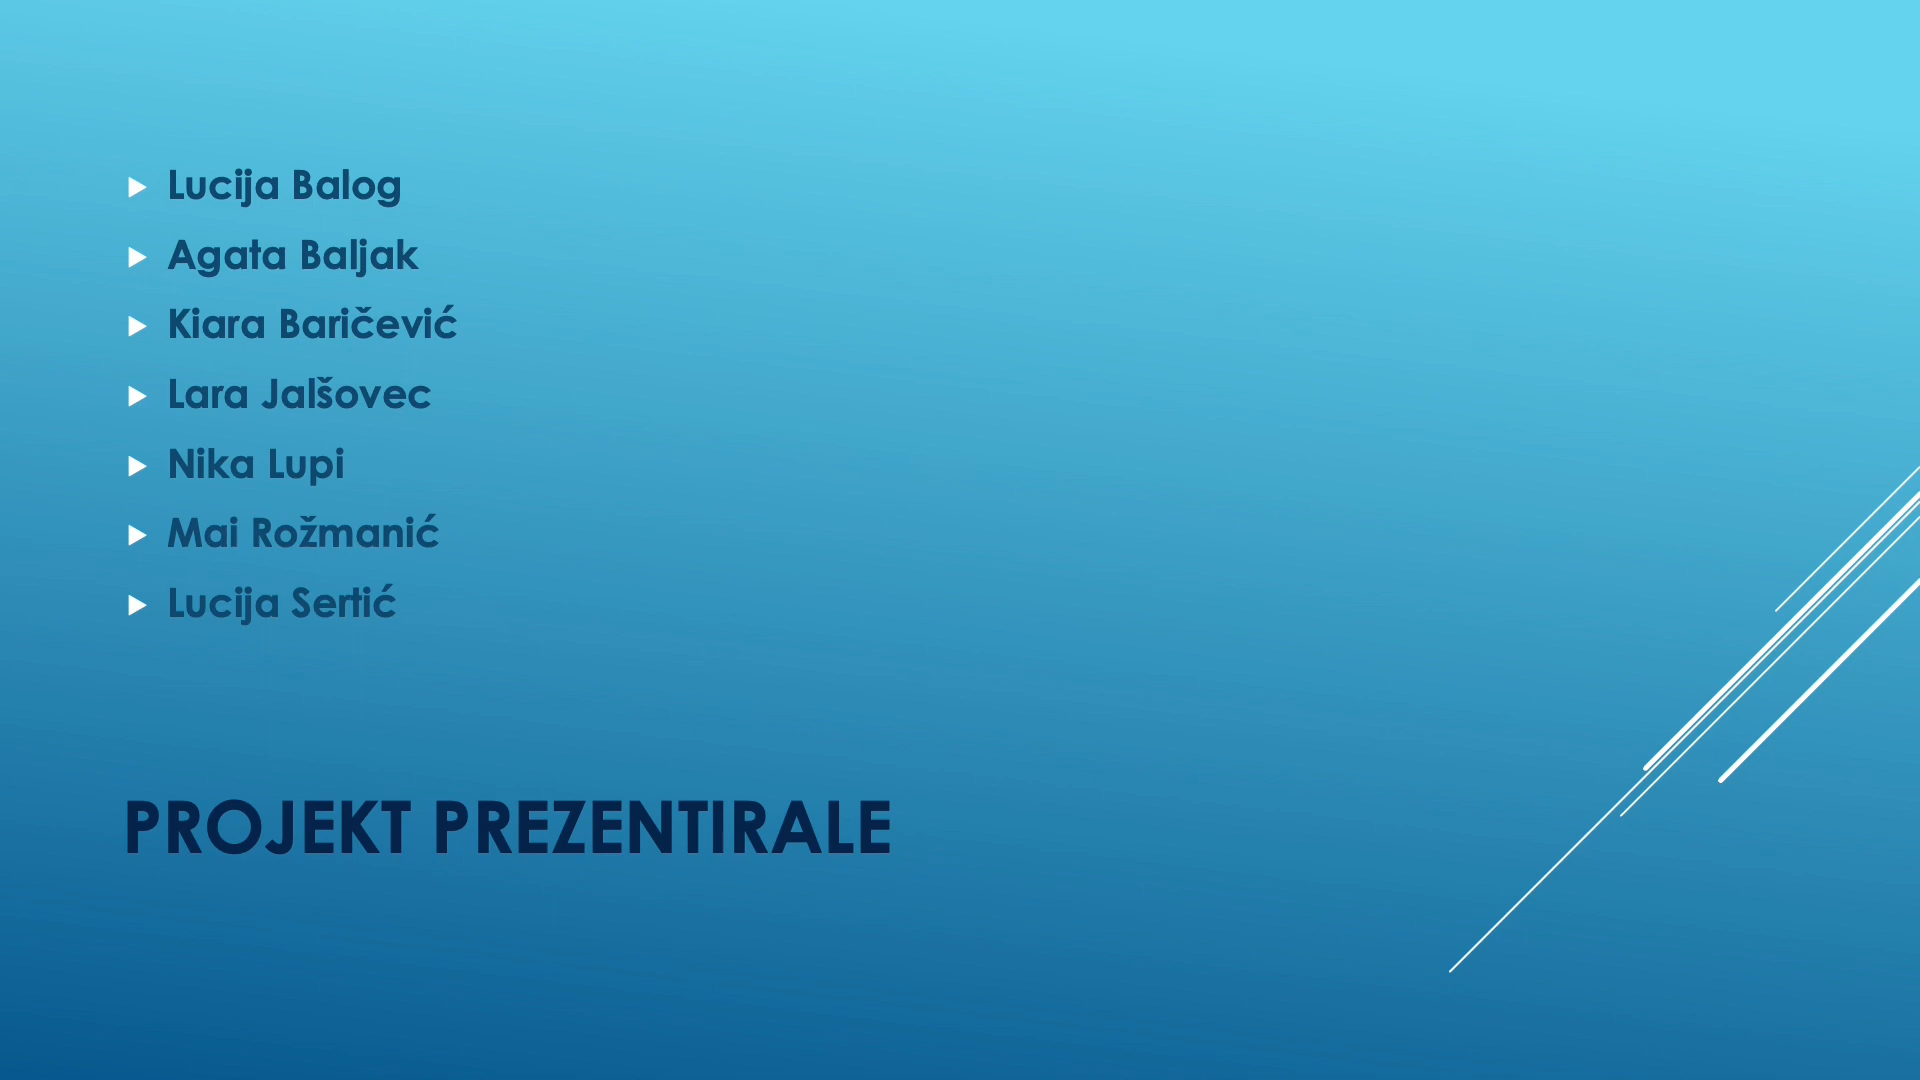 Lucija Balog
Agata Baljak
Kiara Baričević
Lara Jalšovec
Nika Lupi
Mai Rožmanić
Lucija Sertić
PROJEKT PREZENTIRALE